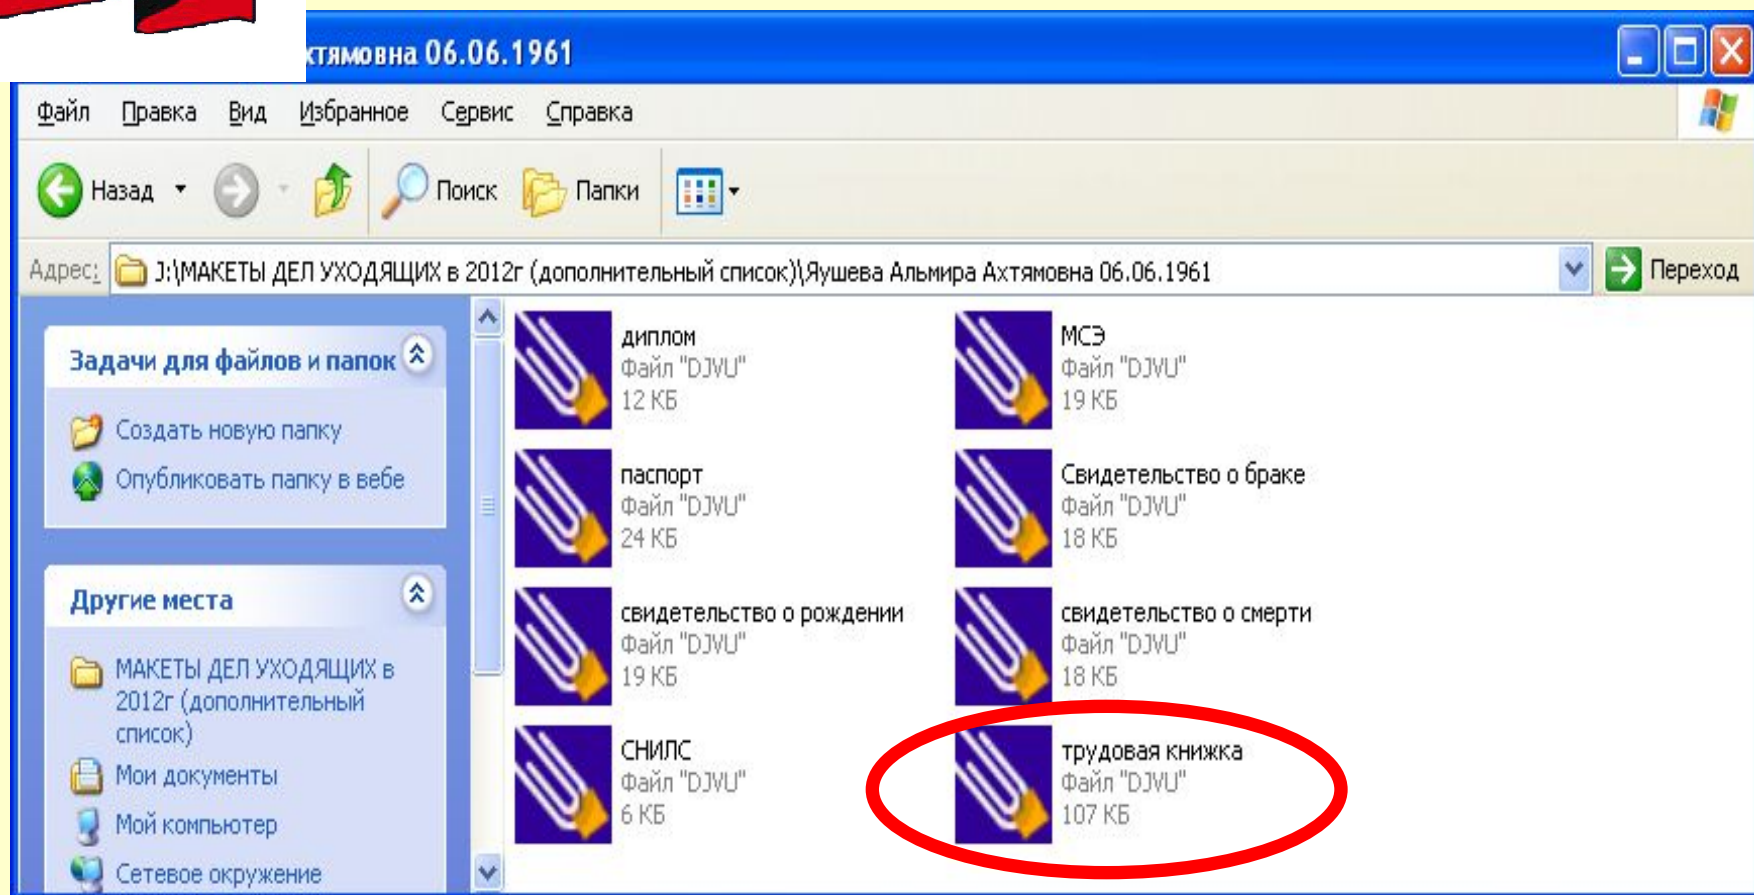 хтямовна 06.06.1961
Файл Правка Вид Избранное Сервис Справка
Назад Поиск Папки
Адрес: J:\МАКЕТЫ ДЕЛ УХОДЯЩИХ в 2012г (дополнительный список)\Яушева Альмира Ахтямовна 06.06.1961 Переход
Задачи для файлов и папок
Создать новую папку
Опубликовать папку в вебе
Другие места
МАКЕТЫ ДЕЛ УХОДЯЩИХ в
2012г (дополнительный
список)
Мои документы
Мой компьютер
Сетевое окружение
диплом
Файл "DJVU"
12 КБ
МСЭ
Файл "DJVU"
19 КБ
паспорт
Файл "DJVU"
24 КБ
Свидетельство о браке
Файл "DJVU"
18 КБ
свидетельство о рождении
Файл "DJVU"
19 КБ
свидетельство о смерти
Файл "DJVU"
18 КБ
СНИЛС
Файл "DJVU"
6 КБ
трудовая книжка
Файл "DJVU"
107 КБ